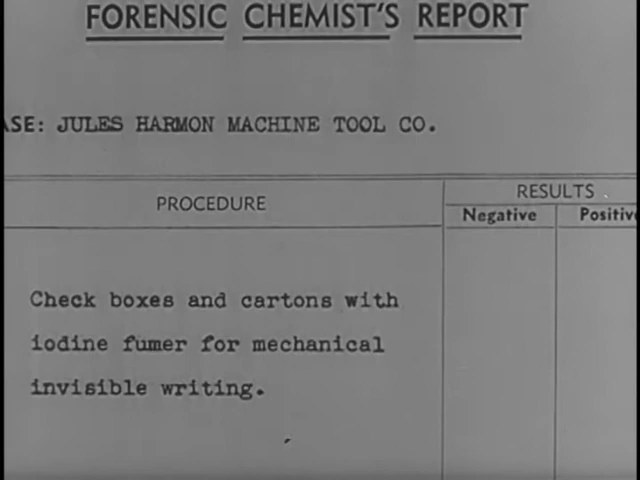 FORENSIC CHEMIST'S REPORT
ASE: JULES HARMON MACHINE TOOL CO.
PROCEDURE
RESULTS
Negative Positiv
Check boxes and cartons with
iodine fumer for mechanical
invisible writing.